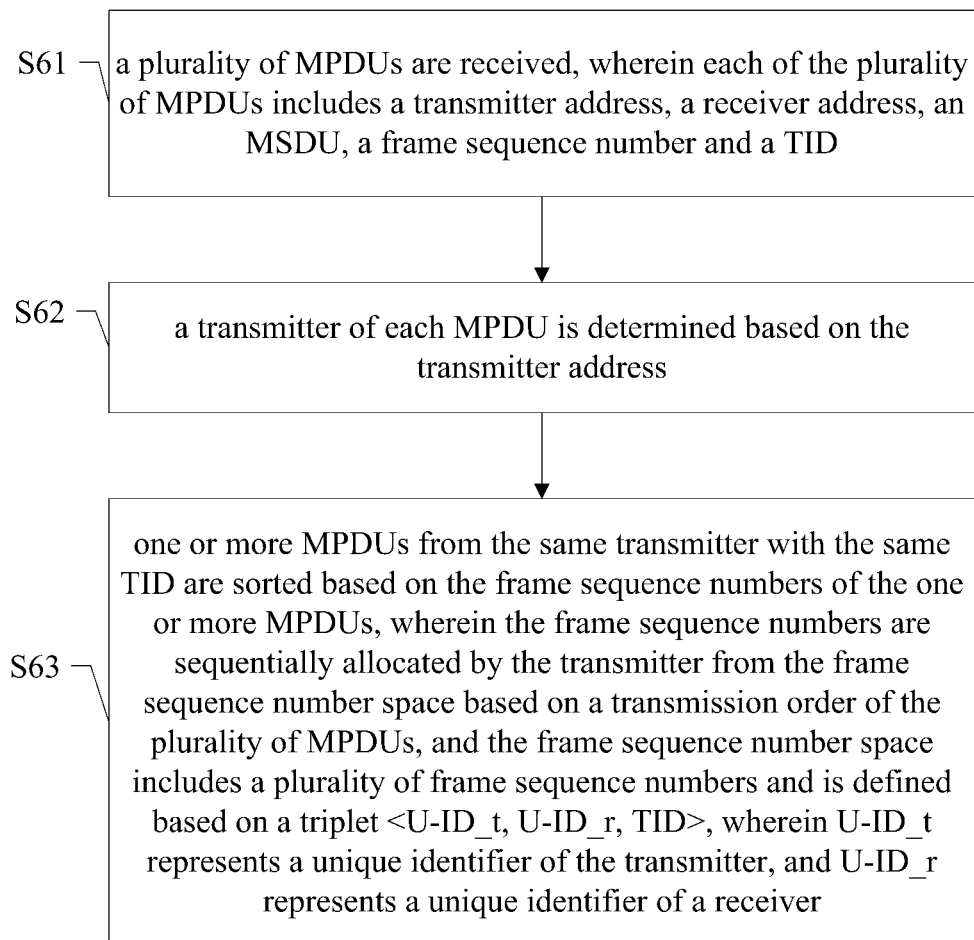 S61
a plurality of MPDUs are received, wherein each of the plurality
of MPDUs includes a transmitter address, a receiver address, an
MSDU, a frame sequence number and a TID
S62
a transmitter of each MPDU is determined based on the
transmitter address
S63
one or more MPDUs from the same transmitter with the same
TID are sorted based on the frame sequence numbers of the one
or more MPDUs, wherein the frame sequence numbers are
sequentially allocated by the transmitter from the frame
sequence number space based on a transmission order of the
plurality of MPDUs, and the frame sequence number space
includes a plurality of frame sequence numbers and is defined
based on a triplet <U-ID_t, U-ID_r, TID>, wherein U-ID_t
represents a unique identifier of the transmitter, and U-ID_r
represents a unique identifier of a receiver